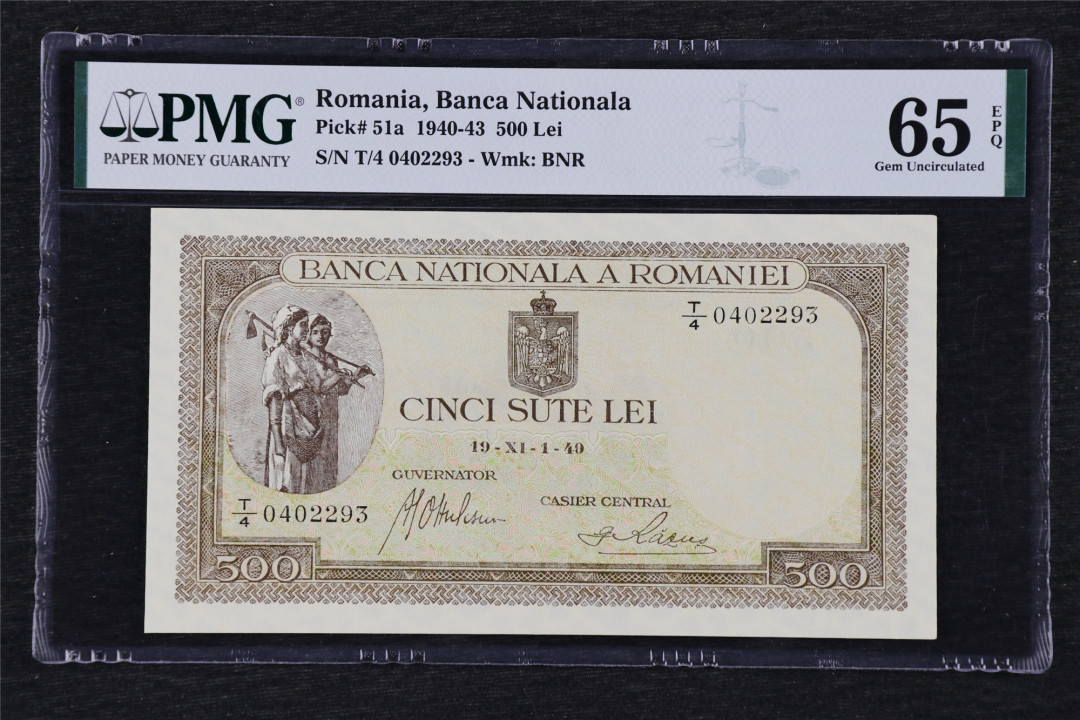 PMG®
PAPER MONEY GUARANTY
Romania, Banca Nationala
Pick# 51a 1940-43 500 Lei
S/N T/4 0402293 - Wmk: BNR
65 EPQ
Gem Uncirculated
BANCA NATIONALA A ROMANIEI
T/4 0402293
CINCI SUTE LEI
19-XI-1-40
GUVERNATOR
CASIER CENTRAL
T/4 0402293
500
500